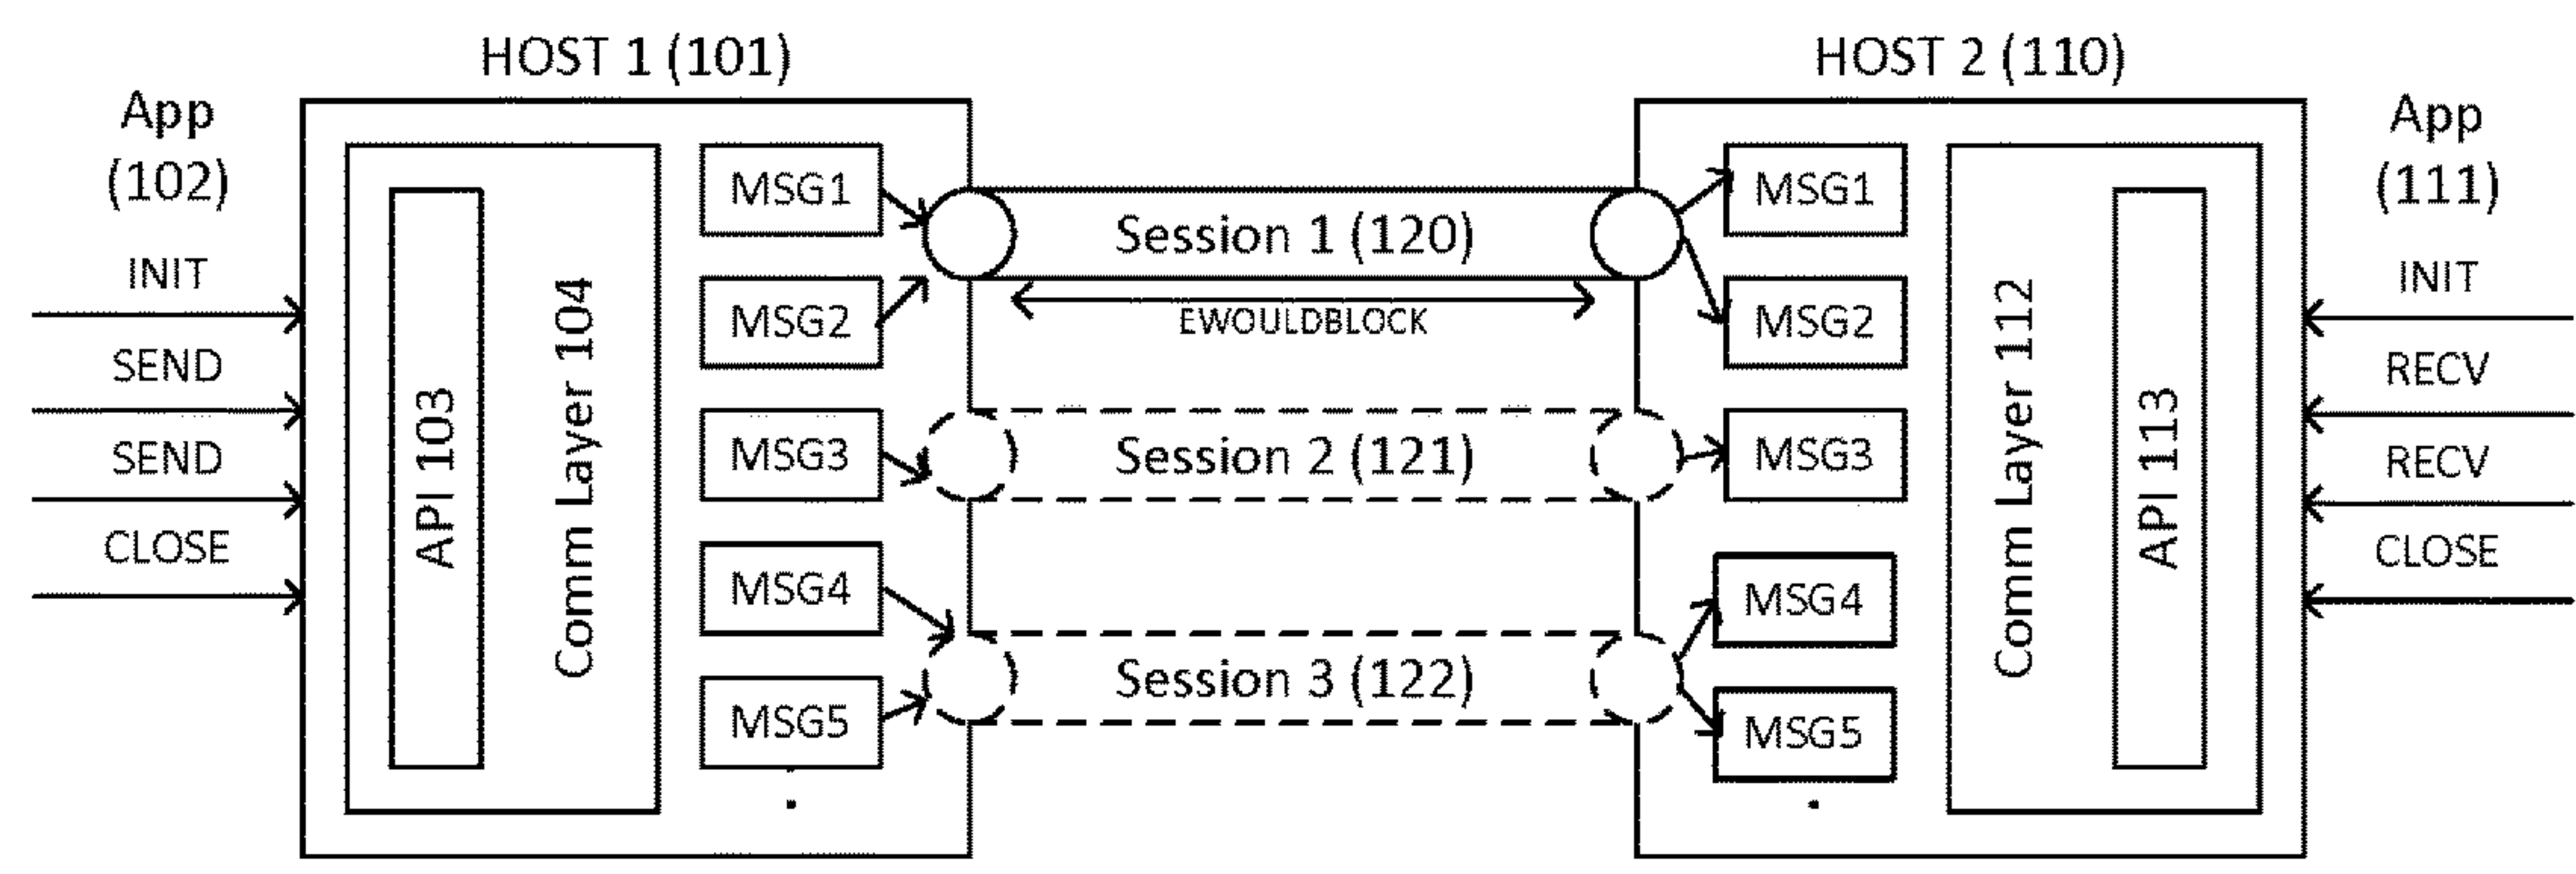 HOST 1 (101)
HOST 2 (110)
App
(102)
INIT
SEND
SEND
CLOSE
API 103
Comm Layer 104
MSG1
MSG2
MSG3
MSG4
MSG5
Session 1 (120)
EWOULDBLOCK
Session 2 (121)
Session 3 (122)
MSG1
MSG2
MSG3
MSG4
MSG5
Comm Layer 112
API 113
App
(111)
INIT
RECV
RECV
CLOSE